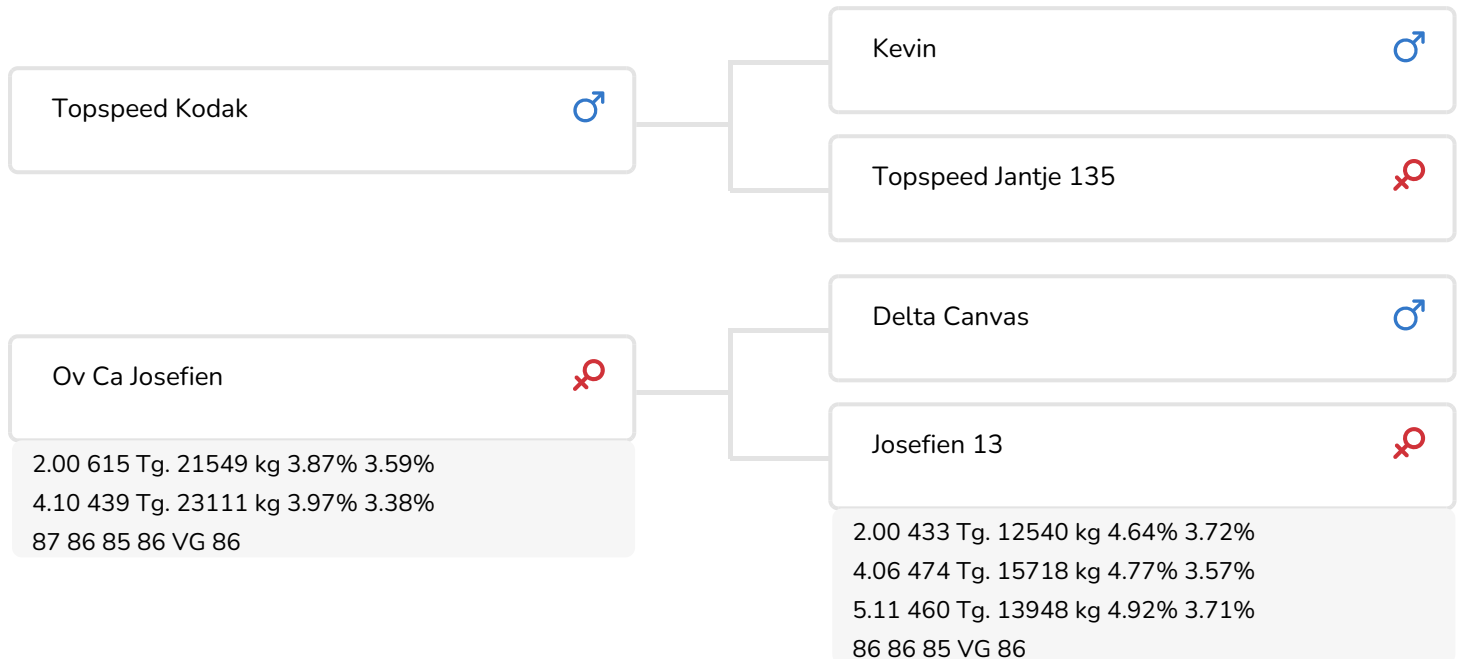 Kevin
Topspeed Kodak
Topspeed Jantje 135
Delta Canvas
Ov Ca Josefien
2.00 615 Tg. 21549 kg 3.87% 3.59%
4.10 439 Tg. 23111 kg 3.97% 3.38%
87 86 85 86 VG 86
Josefien 13
2.00 433 Tg. 12540 kg 4.64% 3.72%
4.06 474 Tg. 15718 kg 4.77% 3.57%
5.11 460 Tg. 13948 kg 4.92% 3.71%
86 86 85 VG 86